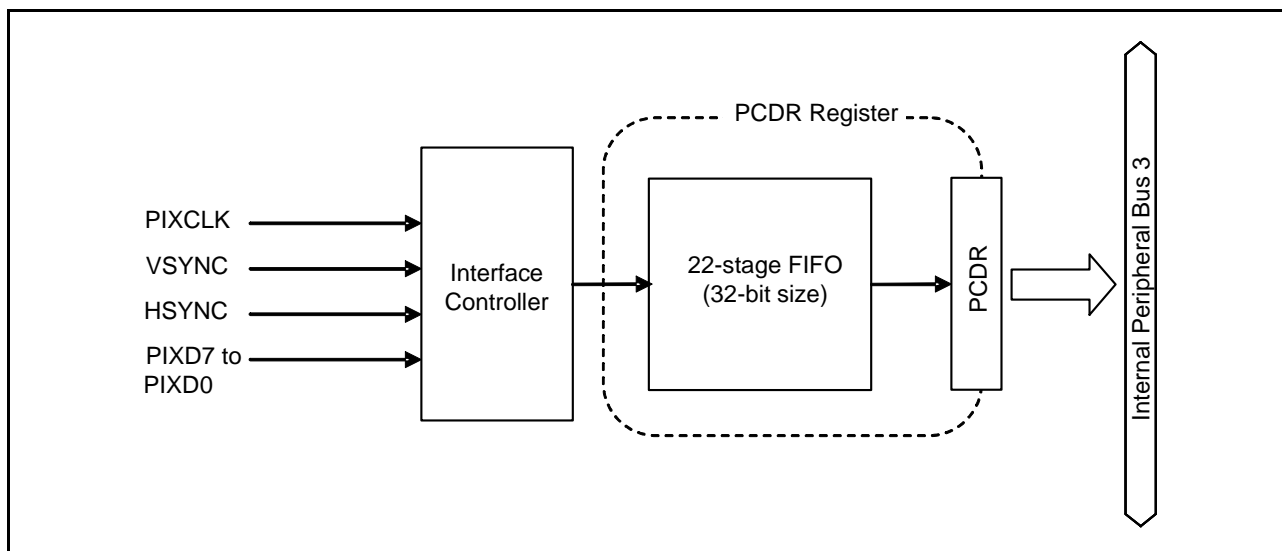 PCDR Register
PIXCLK
VSYNC
HSYNC
PIXD7 to
PIXD0
Interface
Controller
22-stage FIFO
(32-bit size)
PCDR
Internal Peripheral Bus 3